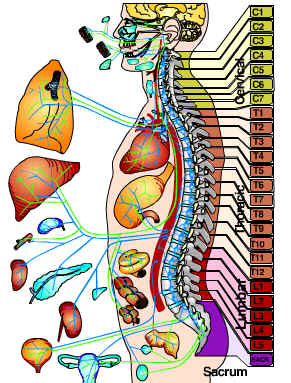 C1
C2
C3
C4
C5
C6
C7
Cervical
T1
T2
T3
T4
T5
T6
T7
T8
T9
T10
T11
T12
Thoracic
L1
L2
L3
L4
L5
Lumbar
SACR
Sacrum